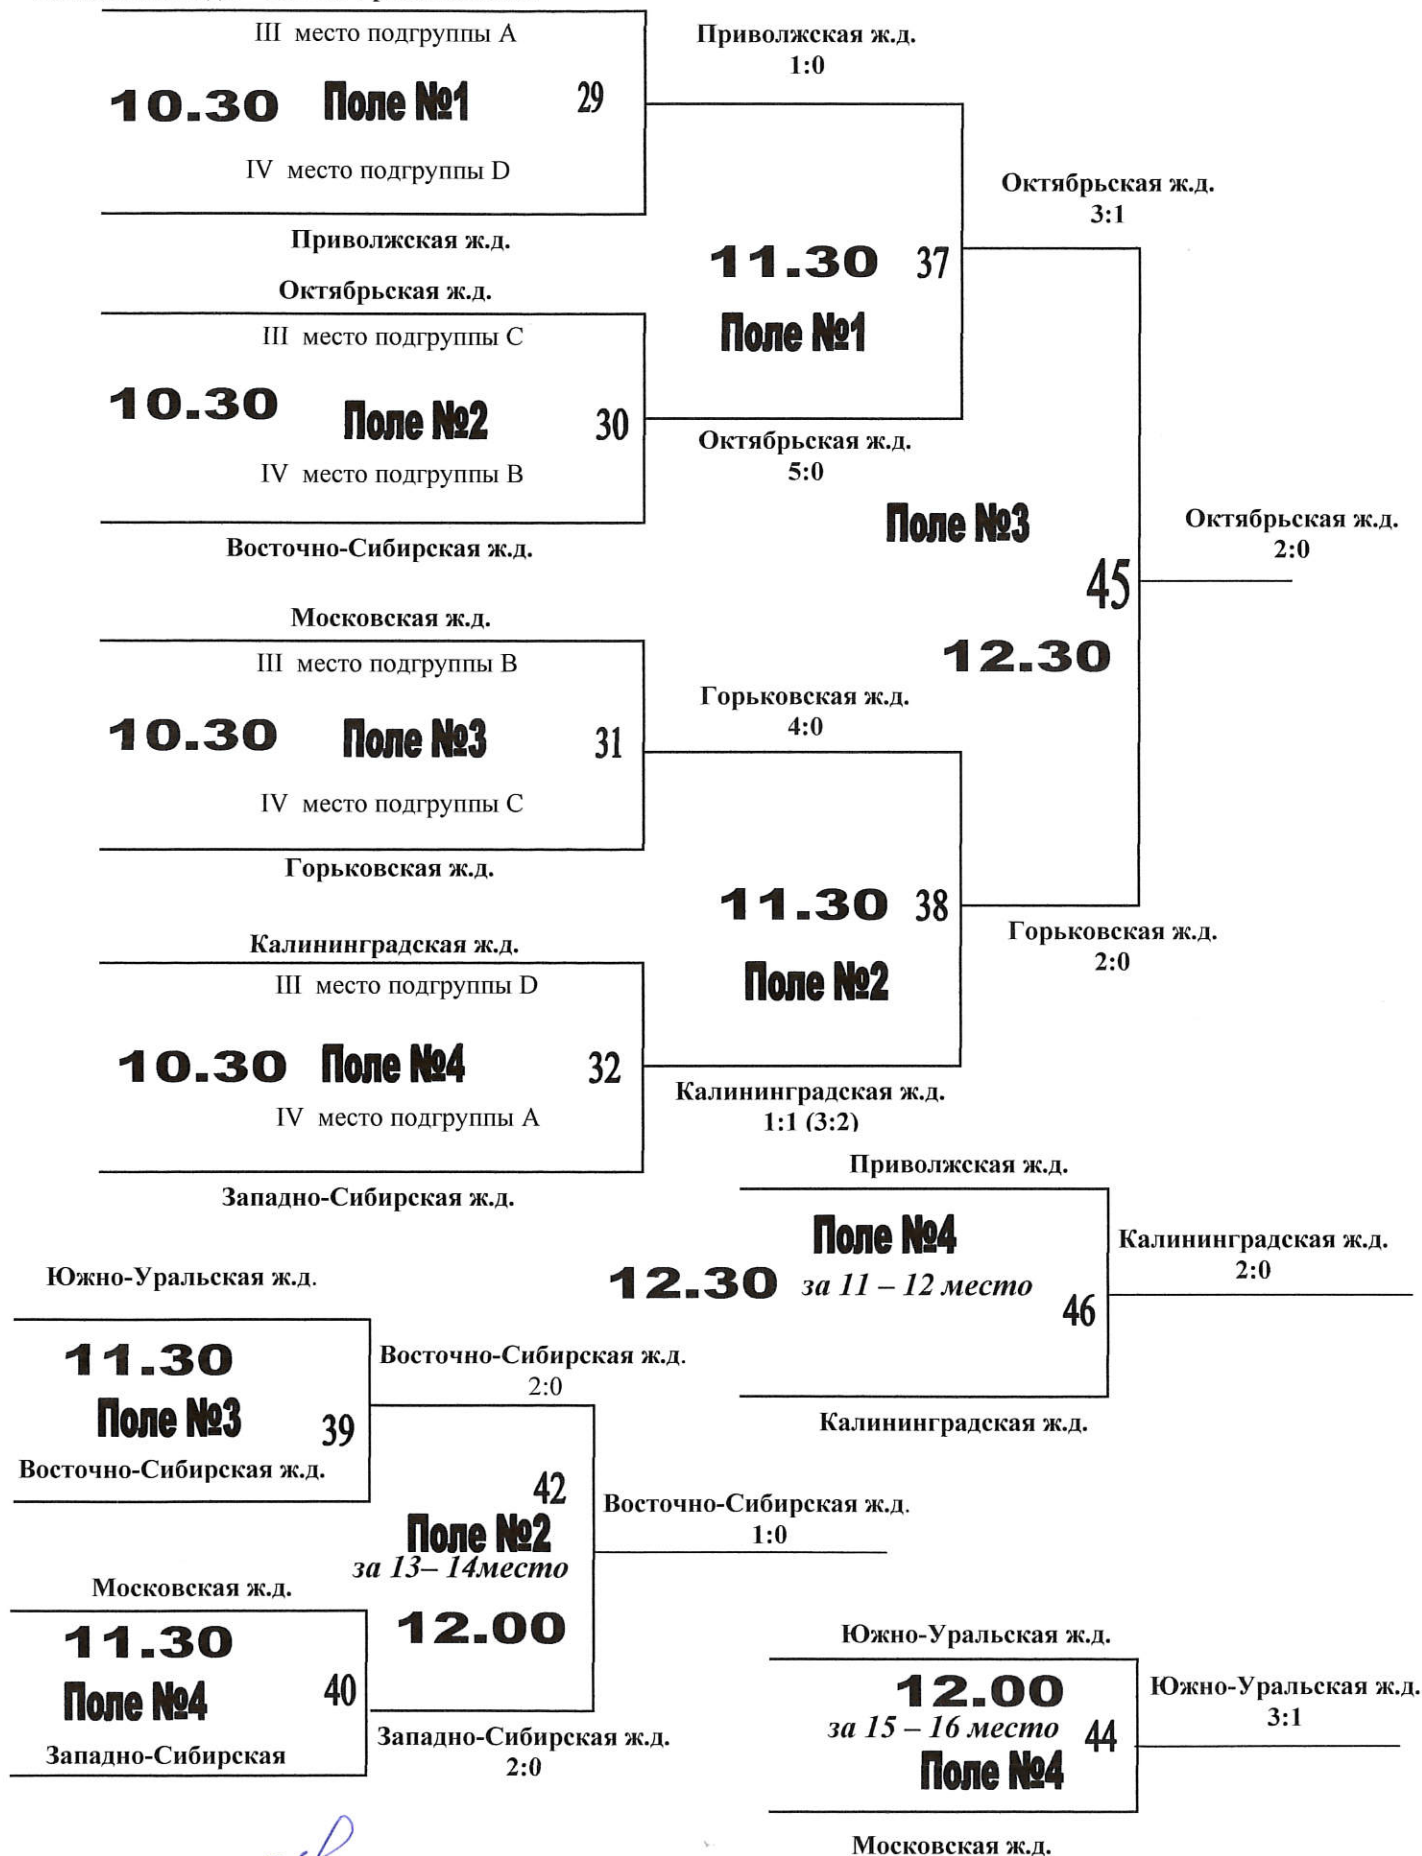 III место подгруппы А
10.30 Поле №1 29
IV место подгруппы D
Приволжская ж.д.
Приволжская ж.д.
1:0
Октябрьская ж.д.
III место подгруппы С
10.30 Поле №2 30
IV место подгруппы В
Восточно-Сибирская ж.д.
11.30 37
Поле №1
Октябрьская ж.д.
5:0
Октябрьская ж.д.
3:1
Поле №3
45
12.30
Октябрьская ж.д.
2:0
Московская ж.д.
III место подгруппы В
10.30 Поле №3 31
IV место подгруппы С
Горьковская ж.д.
Горьковская ж.д.
4:0
11.30 38
Поле №2
Горьковская ж.д.
2:0
Калининградская ж.д.
III место подгруппы D
10.30 Поле №4 32
IV место подгруппы А
Западно-Сибирская ж.д.
Калининградская ж.д.
1:1 (3:2)
Приволжская ж.д.
Поле №4
12.30 за 11 – 12 место
46
Калининградская ж.д.
Калининградская ж.д.
2:0
Южно-Уральская ж.д.
11.30
Поле №3 39
Восточно-Сибирская ж.д.
Восточно-Сибирская ж.д.
2:0
42
Поле №2
за 13– 14место
12.00
Восточно-Сибирская ж.д.
1:0
Московская ж.д.
11.30
Поле №4 40
Западно-Сибирская
Западно-Сибирская ж.д.
2:0
Южно-Уральская ж.д.
12.00
за 15 – 16 место 44
Поле №4
Московская ж.д.
Южно-Уральская ж.д.
3:1